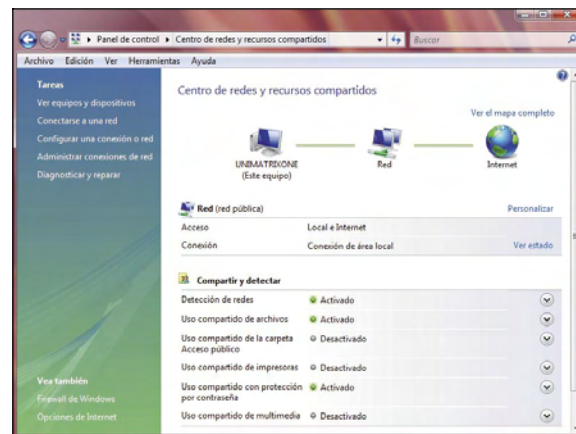 Panel de control ▸ Centro de redes y recursos compartidos
Buscar
Archivo Edición Ver Herramientas Ayuda
Tareas
Ver equipos y dispositivos
Conectarse a una red
Configurar una conexión o red
Administrar conexiones de red
Diagnosticar y reparar
Centro de redes y recursos compartidos
Ver el mapa completo
UNIMATRIXONE
(Este equipo)
Red
Internet
Red (red pública)
Personalizar
Acceso Local e Internet
Conexión Conexión de área local Ver estado
Compartir y detectar
Detección de redes Activado
Uso compartido de archivos Activado
Uso compartido de la carpeta Desactivado
Acceso público
Uso compartido de impresoras Desactivado
Uso compartido con protección Activado
por contraseña
Uso compartido de multimedia Desactivado
Vea también
Firewall de Windows
Opciones de Internet